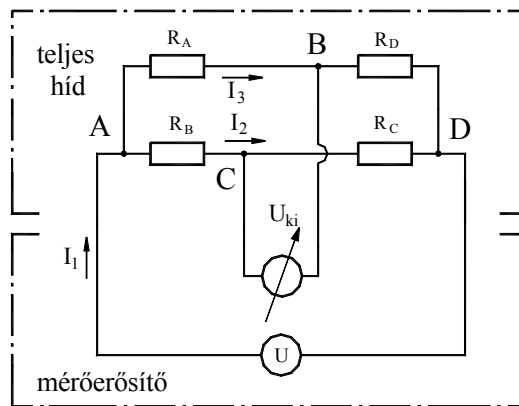 teljes
híd
R_A
B
R_D
I_3
A
R_B
I_2
R_C
D
C
U_ki
I_1
U
mérőerősítő